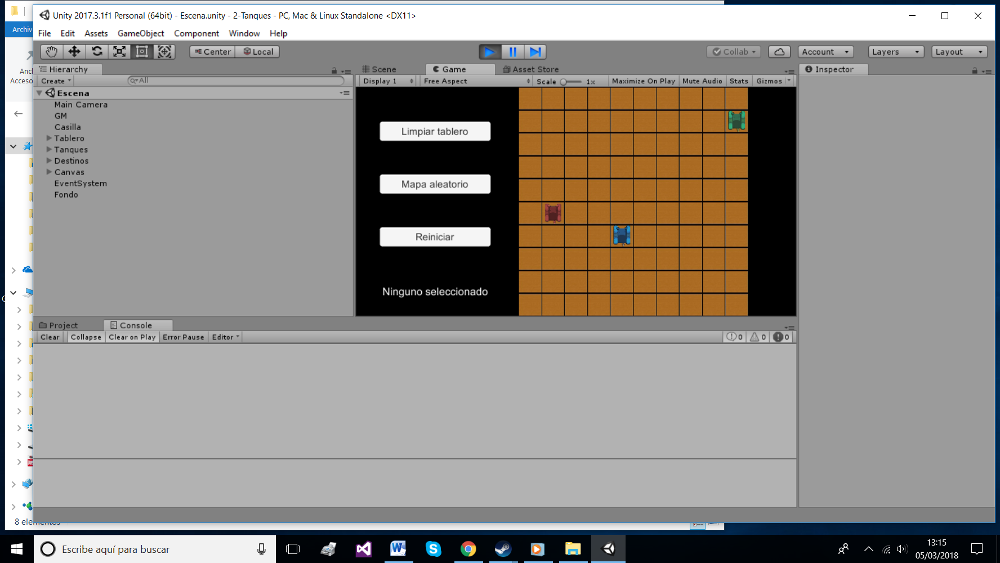 Unity 2017.3.1f1 Personal (64bit) - Escena.unity - 2-Tanques - PC, Mac & Linux Standalone <DX11>
Archiv
File Edit Assets GameObject Component Window Help
Center Local Collab Account Layers Layout
Hierarchy Scene Game Asset Store Inspector
Create All Display 1 Free Aspect Scale 1x Maximize On Play Mute Audio Stats Gizmos
Acceso
Escena
Main Camera
GM
Casilla
Tablero
Tanques
Destinos
Canvas
EventSystem
Fondo
Limpiar tablero
Mapa aleatorio
Reiniciar
Ninguno seleccionado
Project Console
Clear Collapse Clear on Play Error Pause Editor 0 0 0
8 elementos
Escribe aquí para buscar
13:15
05/03/2018